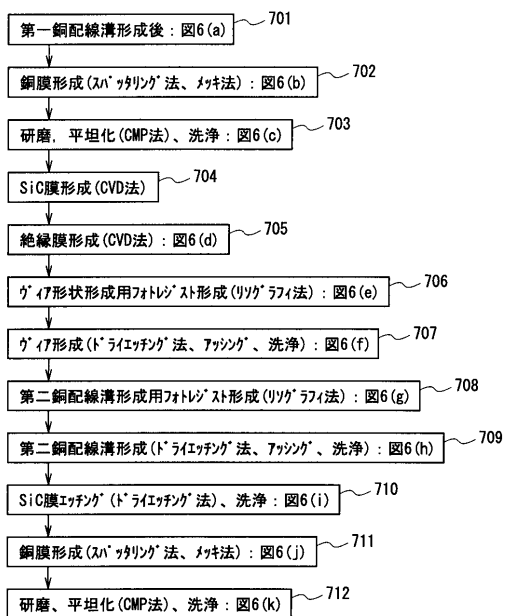 第一銅配線溝形成後：図6(a) 701
銅膜形成(ｽﾊﾟｯﾀﾘﾝｸﾞ法、ﾒｯｷ法)：図6(b) 702
研磨，平坦化(CMP法)、洗浄：図6(c) 703
SiC膜形成(CVD法) 704
絶縁膜形成(CVD法)：図6(d) 705
ｳﾞｨｱ形状形成用ﾌｫﾄﾚｼﾞｽﾄ形成(ﾘｿｸﾞﾗﾌｨ法)：図6(e) 706
ｳﾞｨｱ形成(ﾄﾞﾗｲｴｯﾁﾝｸﾞ法、ｱｯｼﾝｸﾞ、洗浄)：図6(f) 707
第二銅配線溝形成用ﾌｫﾄﾚｼﾞｽﾄ形成(ﾘｿｸﾞﾗﾌｨ法)：図6(g) 708
第二銅配線溝形成(ﾄﾞﾗｲｴｯﾁﾝｸﾞ法、ｱｯｼﾝｸﾞ、洗浄)：図6(h) 709
SiC膜ｴｯﾁﾝｸﾞ(ﾄﾞﾗｲｴｯﾁﾝｸﾞ法)、洗浄：図6(i) 710
銅膜形成(ｽﾊﾟｯﾀﾘﾝｸﾞ法、ﾒｯｷ法)：図6(j) 711
研磨、平坦化(CMP法)、洗浄：図6(k) 712